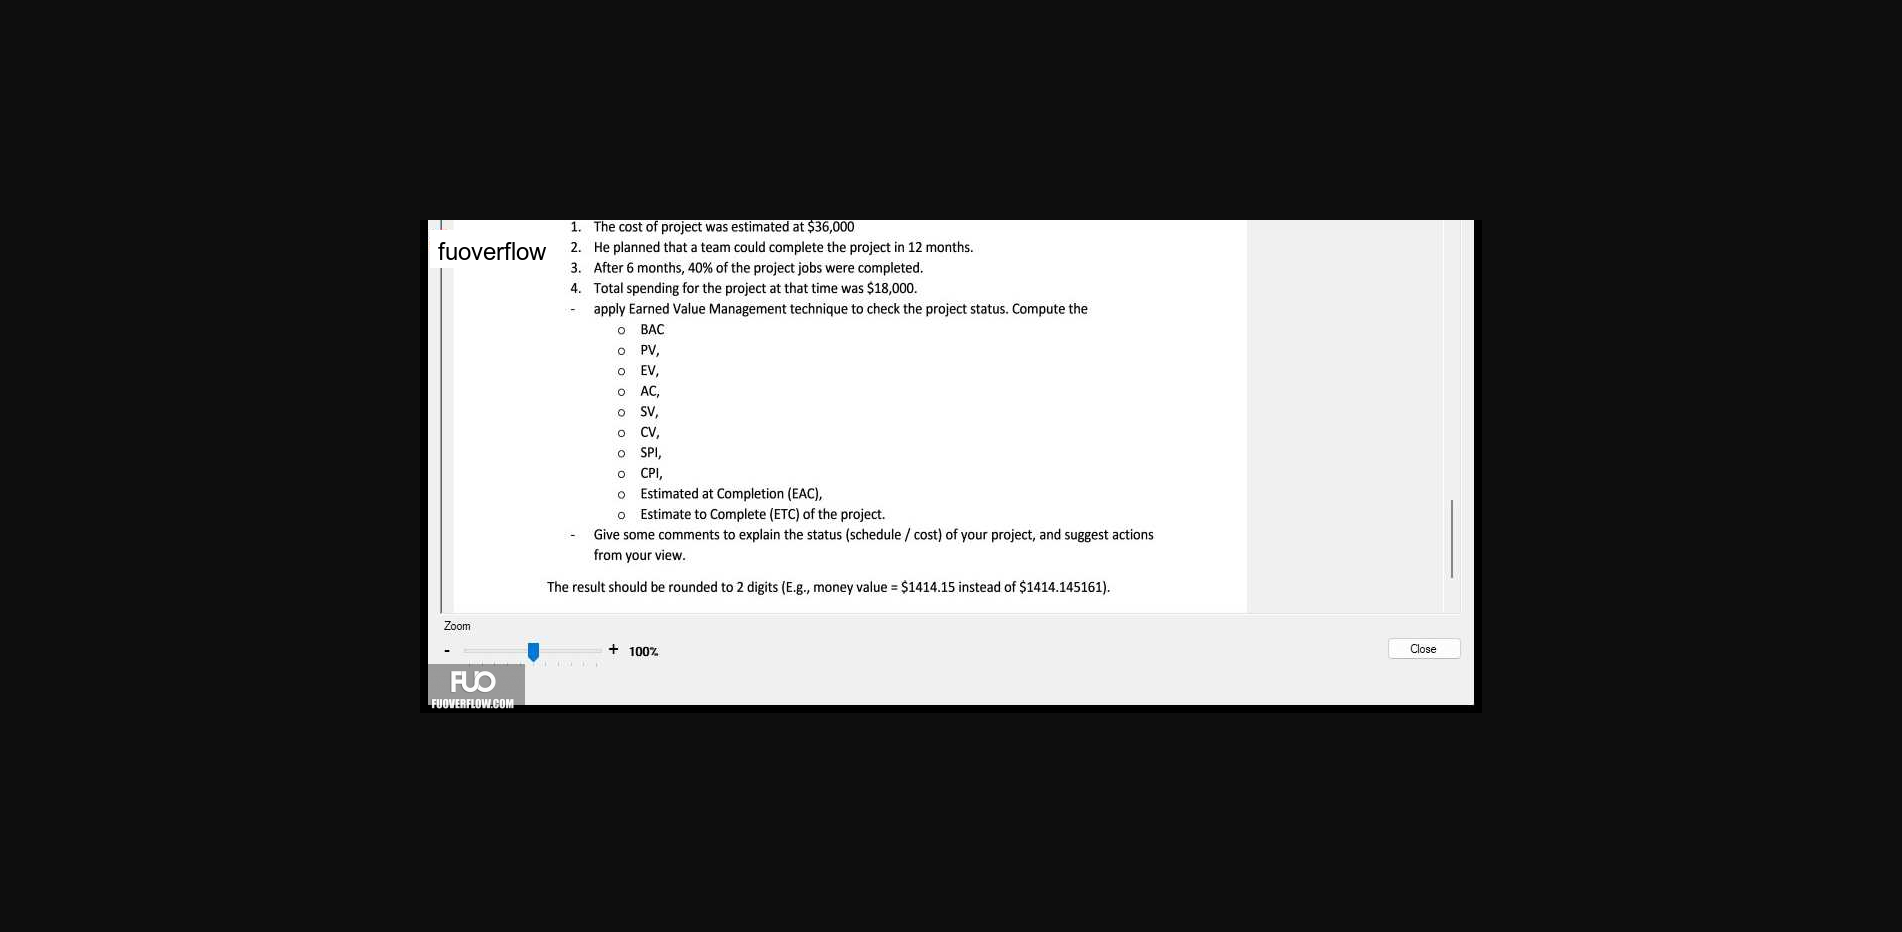 1. The cost of project was estimated at $36,000
fuoverflow
2. He planned that a team could complete the project in 12 months.
3. After 6 months, 40% of the project jobs were completed.
4. Total spending for the project at that time was $18,000.
- apply Earned Value Management technique to check the project status. Compute the
o BAC
o PV,
o EV,
o AC,
o SV,
o CV,
o SPI,
o CPI,
o Estimated at Completion (EAC),
o Estimate to Complete (ETC) of the project.
- Give some comments to explain the status (schedule / cost) of your project, and suggest actions
from your view.
The result should be rounded to 2 digits (E.g., money value = $1414.15 instead of $1414.145161).
Zoom
- + 100%
Close
FUO
FUOVERFLOW.COM